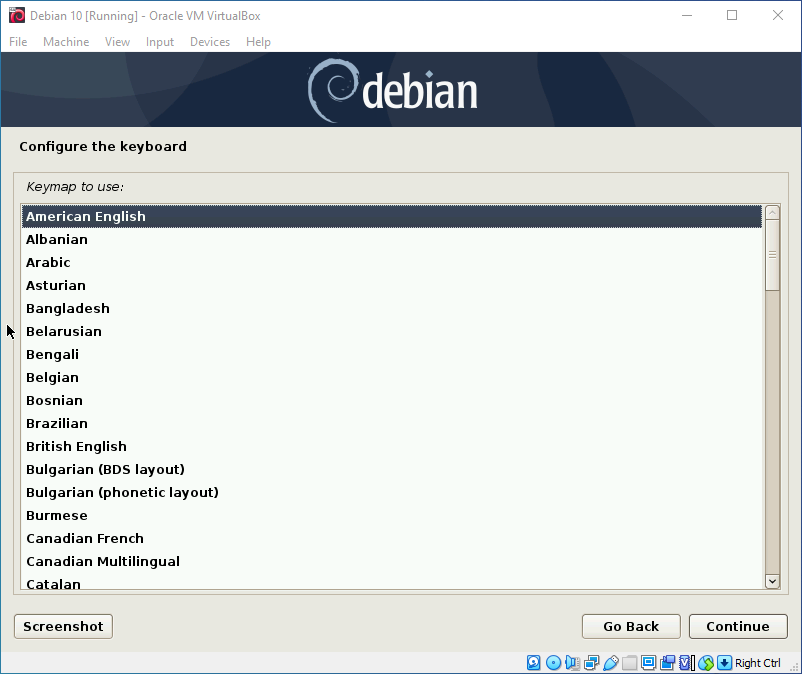 Debian 10 [Running] - Oracle VM VirtualBox
File Machine View Input Devices Help
debian
Configure the keyboard
Keymap to use:
American English
Albanian
Arabic
Asturian
Bangladesh
Belarusian
Bengali
Belgian
Bosnian
Brazilian
British English
Bulgarian (BDS layout)
Bulgarian (phonetic layout)
Burmese
Canadian French
Canadian Multilingual
Catalan
Screenshot Go Back Continue
Right Ctrl